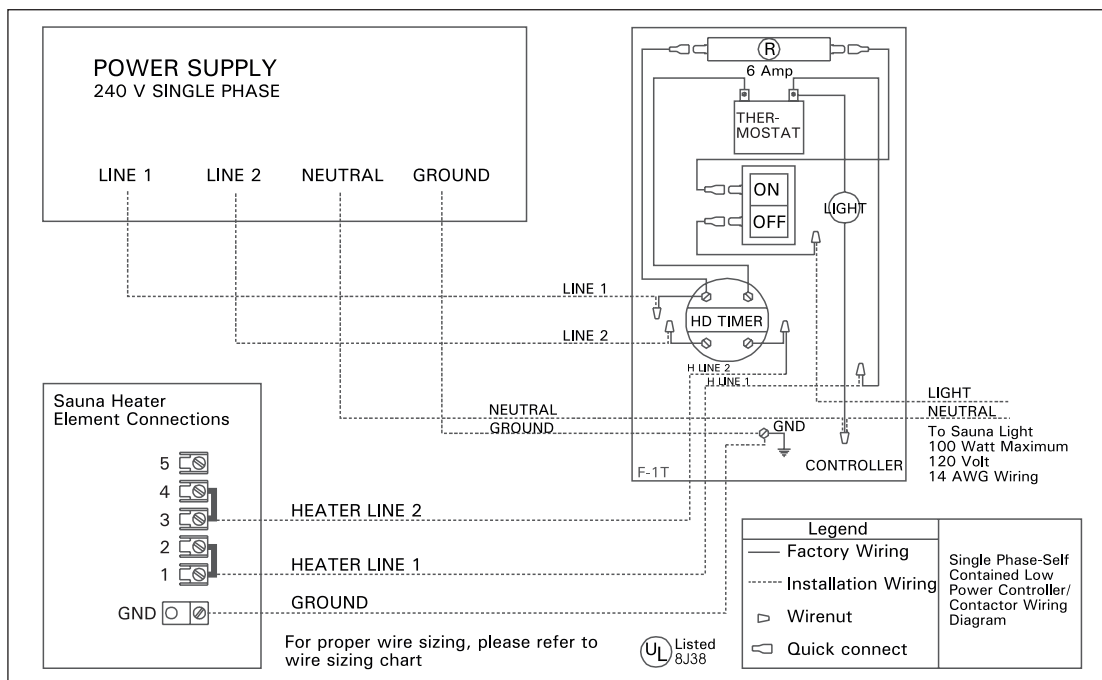 POWER SUPPLY
240 V SINGLE PHASE
LINE 1
LINE 2
NEUTRAL
GROUND
R
6 Amp
THER-
MOSTAT
ON
OFF
LIGHT
LINE 1
HD TIMER
LINE 2
H LINE 2
H LINE 1
LIGHT
NEUTRAL
NEUTRAL
GROUND
GND
To Sauna Light
100 Watt Maximum
120 Volt
14 AWG Wiring
CONTROLLER
F-1T
Sauna Heater
Element Connections
5
4
3
2
1
GND
HEATER LINE 2
HEATER LINE 1
GROUND
For proper wire sizing, please refer to
wire sizing chart
UL
Listed
8J38
Legend
Factory Wiring
Installation Wiring
Wirenut
Quick connect
Single Phase-Self
Contained Low
Power Controller/
Contactor Wiring
Diagram